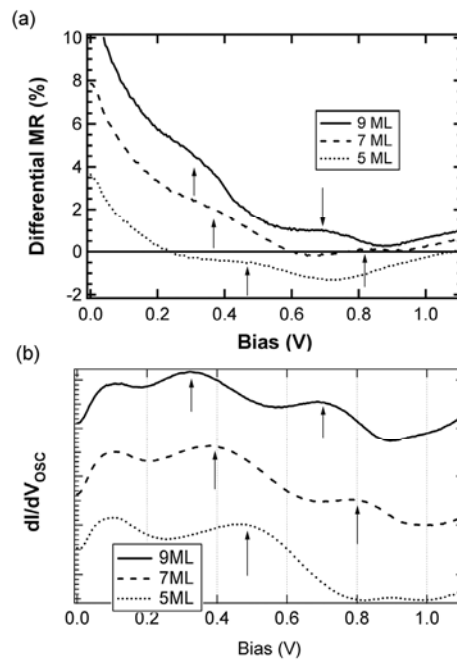 (a)
10
8
6
4
2
0
-2
Differential MR (%)
9 ML
7 ML
5 ML
0.0 0.2 0.4 0.6 0.8 1.0
Bias (V)
(b)
dI/dV_OSC
9ML
7ML
5ML
0.0 0.2 0.4 0.6 0.8 1.0
Bias (V)